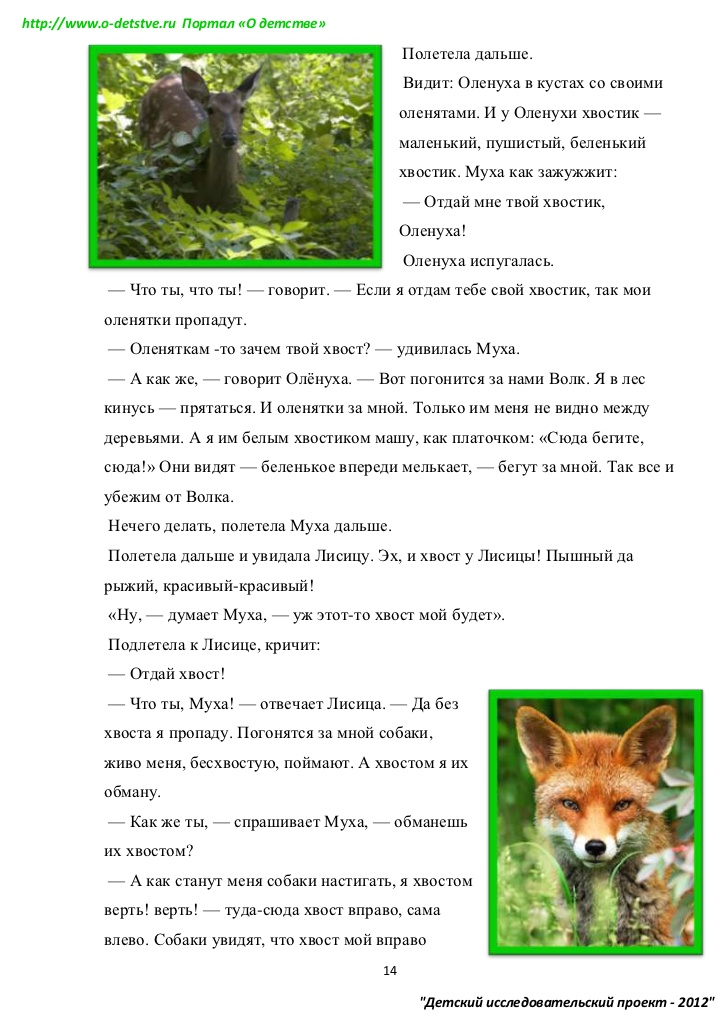 http://www.o-detstve.ru Портал «О детстве»
Полетела дальше.
Видит: Оленуха в кустах со своими
оленятами. И у Оленухи хвостик —
маленький, пушистый, беленький
хвостик. Муха как зажужжит:
— Отдай мне твой хвостик,
Оленуха!
Оленуха испугалась.
— Что ты, что ты! — говорит. — Если я отдам тебе свой хвостик, так мои
оленятки пропадут.
— Оленяткам -то зачем твой хвост? — удивилась Муха.
— А как же, — говорит Олёнуха. — Вот погонится за нами Волк. Я в лес
кинусь — прятаться. И оленятки за мной. Только им меня не видно между
деревьями. А я им белым хвостиком машу, как платочком: «Сюда бегите,
сюда!» Они видят — беленькое впереди мелькает, — бегут за мной. Так все и
убежим от Волка.
Нечего делать, полетела Муха дальше.
Полетела дальше и увидала Лисицу. Эх, и хвост у Лисицы! Пышный да
рыжий, красивый-красивый!
«Ну, — думает Муха, — уж этот-то хвост мой будет».
Подлетела к Лисице, кричит:
— Отдай хвост!
— Что ты, Муха! — отвечает Лисица. — Да без
хвоста я пропаду. Погонятся за мной собаки,
живо меня, бесхвостую, поймают. А хвостом я их
обману.
— Как же ты, — спрашивает Муха, — обманешь
их хвостом?
— А как станут меня собаки настигать, я хвостом
верть! верть! — туда-сюда хвост вправо, сама
влево. Собаки увидят, что хвост мой вправо
14
"Детский исследовательский проект - 2012"